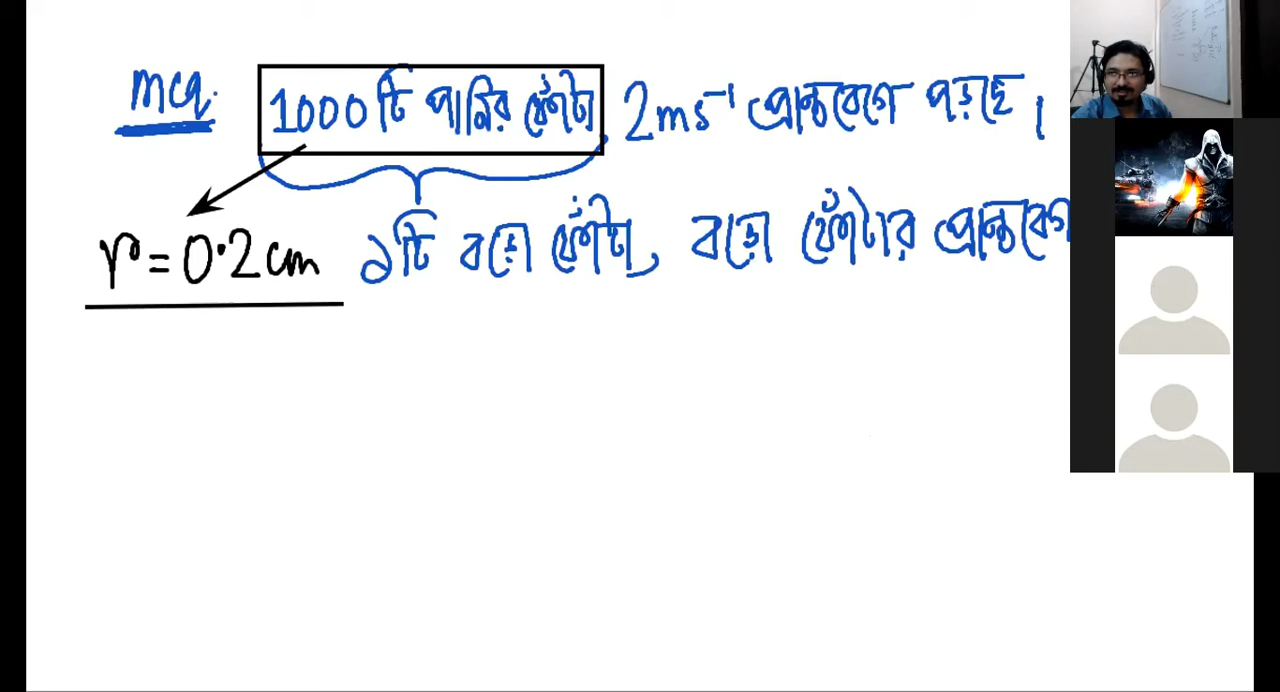 mcq. 1000টি পানির ফোঁটা 2ms⁻¹ প্রান্তবেগে পড়ছে।
r = 0.2cm ১টি বড়ো ফোঁটা, বড়ো ফোঁটার প্রান্তবেগ